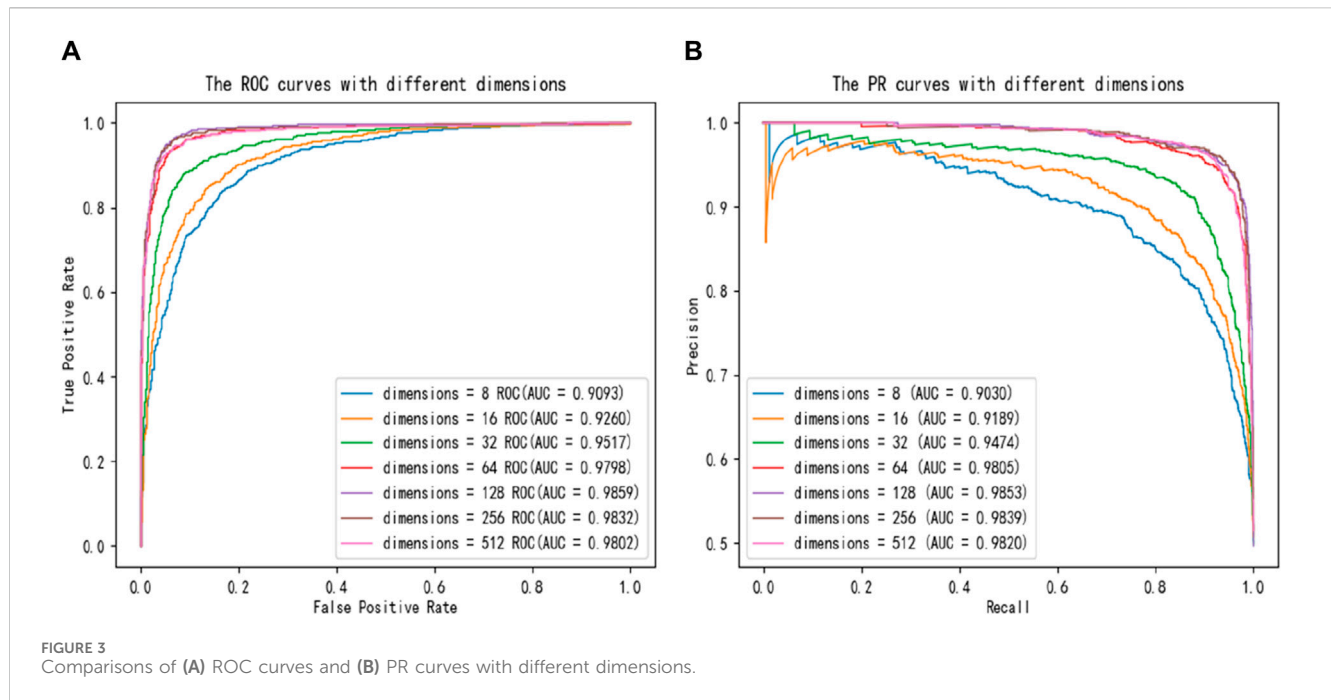 A
The ROC curves with different dimensions
1.0
0.8
0.6
0.4
0.2
0.0
True Positive Rate
dimensions = 8 ROC(AUC = 0.9093)
dimensions = 16 ROC(AUC = 0.9260)
dimensions = 32 ROC(AUC = 0.9517)
dimensions = 64 ROC(AUC = 0.9798)
dimensions = 128 ROC(AUC = 0.9859)
dimensions = 256 ROC(AUC = 0.9832)
dimensions = 512 ROC(AUC = 0.9802)
0.0 0.2 0.4 0.6 0.8 1.0
False Positive Rate
B
The PR curves with different dimensions
1.0
0.9
0.8
0.7
0.6
0.5
Precision
dimensions = 8 (AUC = 0.9030)
dimensions = 16 (AUC = 0.9189)
dimensions = 32 (AUC = 0.9474)
dimensions = 64 (AUC = 0.9805)
dimensions = 128 (AUC = 0.9853)
dimensions = 256 (AUC = 0.9839)
dimensions = 512 (AUC = 0.9820)
0.0 0.2 0.4 0.6 0.8 1.0
Recall
FIGURE 3
Comparisons of (A) ROC curves and (B) PR curves with different dimensions.